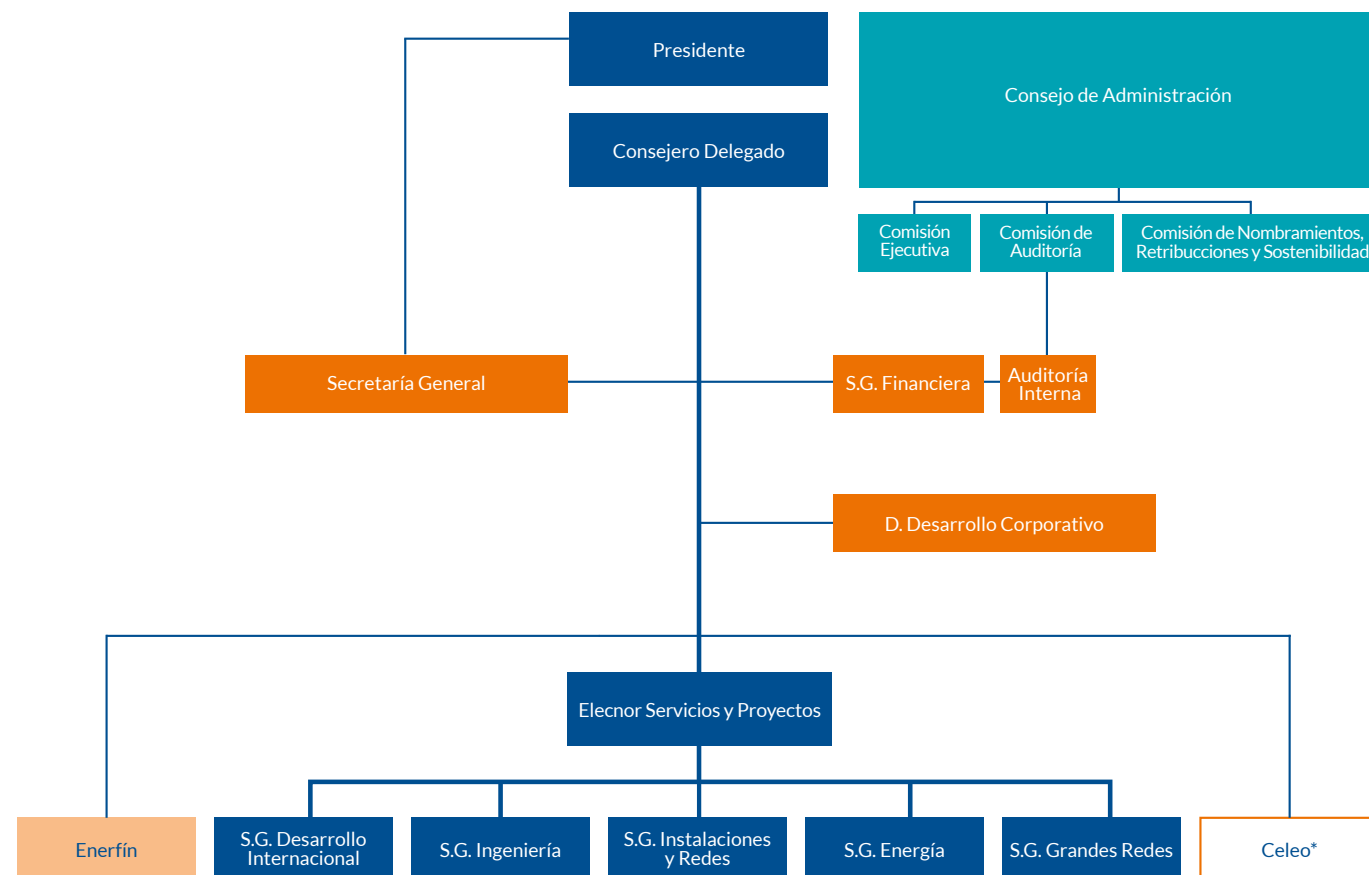 Presidente
Consejo de Administración
Consejero Delegado
Comisión
Ejecutiva
Comisión de
Auditoría
Comisión de Nombramientos,
Retribucciones y Sostenibilidad
Secretaría General
S.G. Financiera
Auditoría
Interna
D. Desarrollo Corporativo
Elecnor Servicios y Proyectos
Enerfín
S.G. Desarrollo
Internacional
S.G. Ingeniería
S.G. Instalaciones
y Redes
S.G. Energía
S.G. Grandes Redes
Celeo*